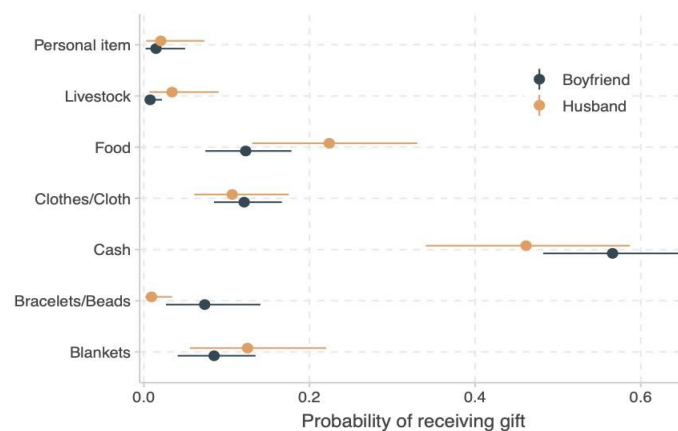 Personal item
Livestock
Boyfriend
Husband
Food
Clothes/Cloth
Cash
Bracelets/Beads
Blankets
0.0 0.2 0.4 0.6
Probability of receiving gift